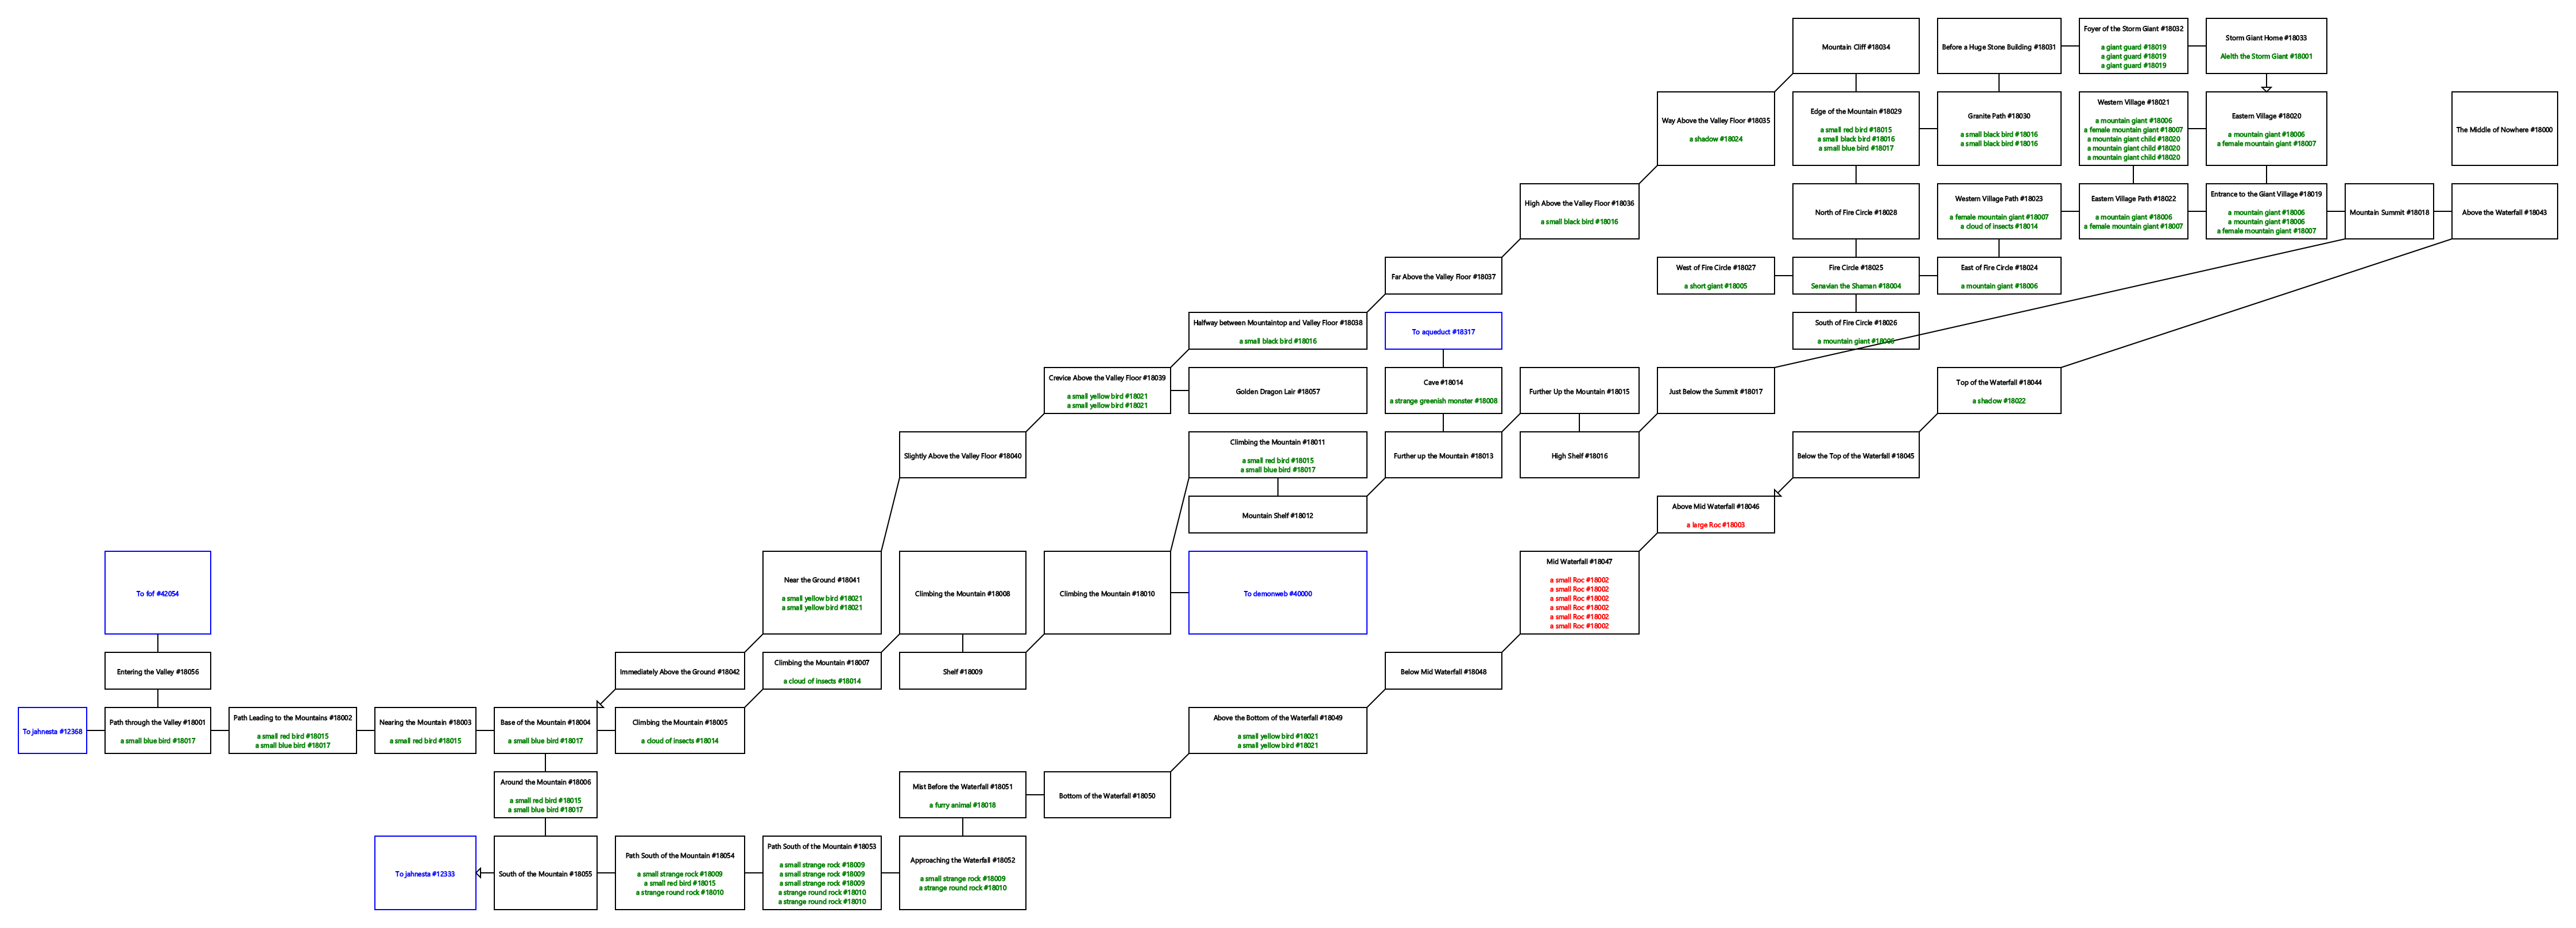 Mountain Cliff #18034
Before a Huge Stone Building #18031
Foyer of the Storm Giant #18032
a giant guard #18019
a giant guard #18019
a giant guard #18019
Storm Giant Home #18033
Alelth the Storm Giant #18001
Way Above the Valley Floor #18035
a shadow #18024
Edge of the Mountain #18029
a small red bird #18015
a small black bird #18016
a small blue bird #18017
Granite Path #18030
a small black bird #18016
a small black bird #18016
Western Village #18021
a mountain giant #18006
a female mountain giant #18007
a mountain giant child #18020
a mountain giant child #18020
a mountain giant child #18020
Eastern Village #18020
a mountain giant #18006
a female mountain giant #18007
The Middle of Nowhere #18000
High Above the Valley Floor #18036
a small black bird #18016
North of Fire Circle #18028
Western Village Path #18023
a female mountain giant #18007
a cloud of insects #18014
Eastern Village Path #18022
a mountain giant #18006
a female mountain giant #18007
Entrance to the Giant Village #18019
a mountain giant #18006
a mountain giant #18006
a female mountain giant #18007
Mountain Summit #18018
Above the Waterfall #18043
Far Above the Valley Floor #18037
West of Fire Circle #18027
a short giant #18005
Fire Circle #18025
Senavian the Shaman #18004
East of Fire Circle #18024
a mountain giant #18006
Halfway between Mountaintop and Valley Floor #18038
a small black bird #18016
To aqueduct #18317
South of Fire Circle #18026
a mountain giant #18006
Crevice Above the Valley Floor #18039
a small yellow bird #18021
a small yellow bird #18021
Golden Dragon Lair #18057
Cave #18014
a strange greenish monster #18008
Further Up the Mountain #18015
Just Below the Summit #18017
Top of the Waterfall #18044
a shadow #18022
Slightly Above the Valley Floor #18040
Climbing the Mountain #18011
a small red bird #18015
a small blue bird #18017
Further up the Mountain #18013
High Shelf #18016
Below the Top of the Waterfall #18045
Mountain Shelf #18012
Above Mid Waterfall #18046
a large Roc #18003
To fof #42054
Near the Ground #18041
a small yellow bird #18021
a small yellow bird #18021
Climbing the Mountain #18008
Climbing the Mountain #18010
To demonweb #40000
Mid Waterfall #18047
a small Roc #18002
a small Roc #18002
a small Roc #18002
a small Roc #18002
a small Roc #18002
a small Roc #18002
Entering the Valley #18056
Immediately Above the Ground #18042
Climbing the Mountain #18007
a cloud of insects #18014
Shelf #18009
Below Mid Waterfall #18048
To jahnesta #12368
Path through the Valley #18001
a small blue bird #18017
Path Leading to the Mountains #18002
a small red bird #18015
a small blue bird #18017
Nearing the Mountain #18003
a small red bird #18015
Base of the Mountain #18004
a small blue bird #18017
Climbing the Mountain #18005
a cloud of insects #18014
Above the Bottom of the Waterfall #18049
a small yellow bird #18021
a small yellow bird #18021
Around the Mountain #18006
a small red bird #18015
a small blue bird #18017
Mist Before the Waterfall #18051
a furry animal #18018
Bottom of the Waterfall #18050
To jahnesta #12333
South of the Mountain #18055
Path South of the Mountain #18054
a small strange rock #18009
a small red bird #18015
a strange round rock #18010
Path South of the Mountain #18053
a small strange rock #18009
a small strange rock #18009
a small strange rock #18009
a strange round rock #18010
a strange round rock #18010
Approaching the Waterfall #18052
a small strange rock #18009
a strange round rock #18010